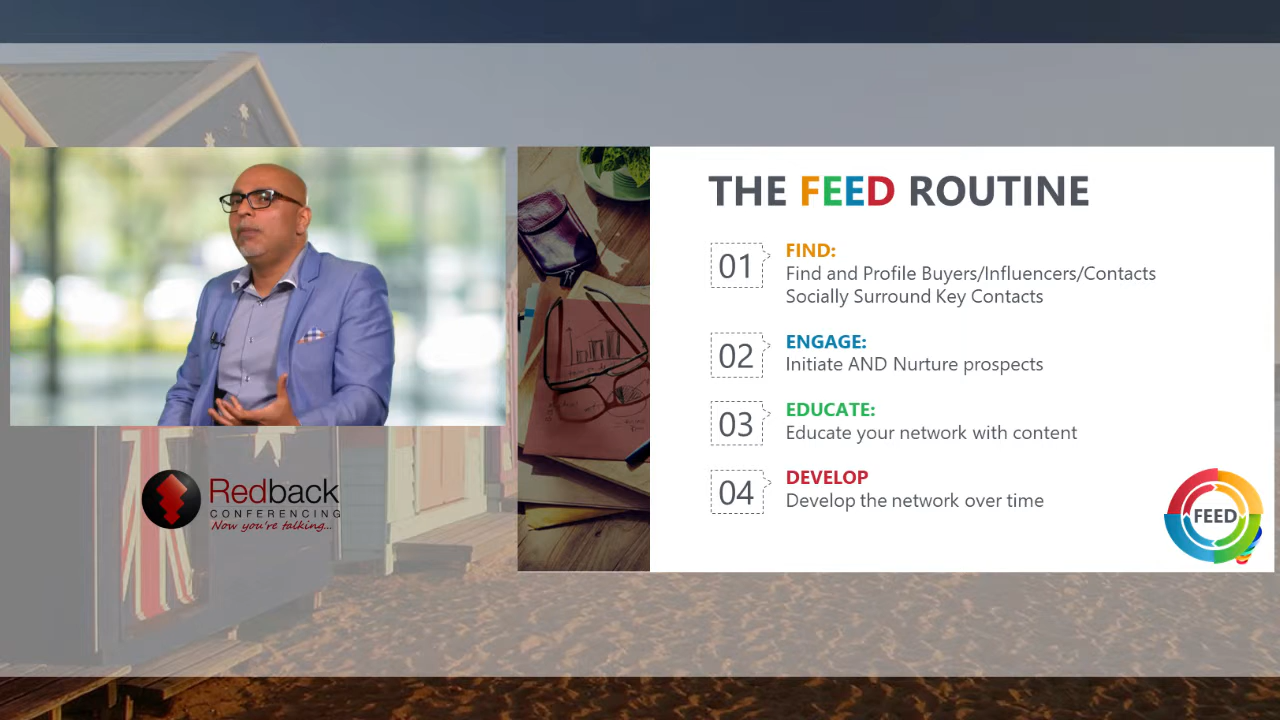 THE FEED ROUTINE
01
FIND:
Find and Profile Buyers/Influencers/Contacts
Socially Surround Key Contacts
02
ENGAGE:
Initiate AND Nurture prospects
03
EDUCATE:
Educate your network with content
04
DEVELOP
Develop the network over time
FEED
Redback
CONFERENCING
Now you're talking...